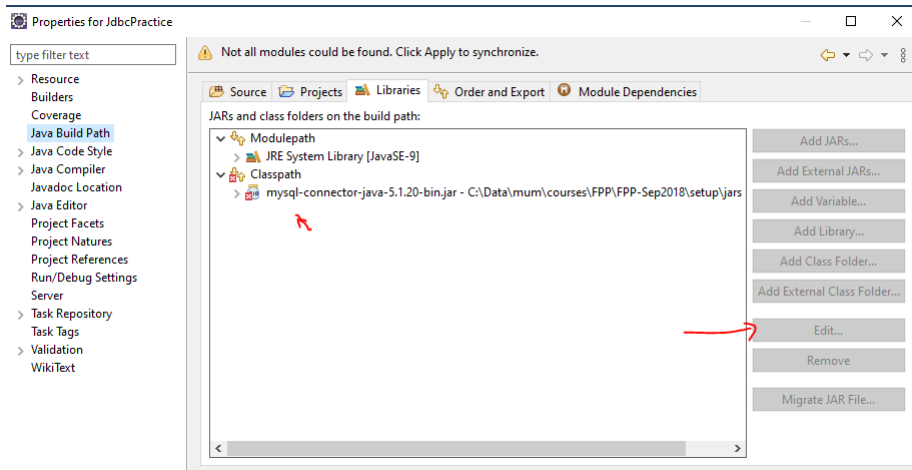 Properties for JdbcPractice
type filter text
Not all modules could be found. Click Apply to synchronize.
Resource
Builders
Coverage
Java Build Path
Java Code Style
Java Compiler
Javadoc Location
Java Editor
Project Facets
Project Natures
Project References
Run/Debug Settings
Server
Task Repository
Task Tags
Validation
WikiText
Source Projects Libraries Order and Export Module Dependencies
JARs and class folders on the build path:
Modulepath
JRE System Library [JavaSE-9]
Classpath
mysql-connector-java-5.1.20-bin.jar - C:\Data\mum\courses\FPP\FPP-Sep2018\setup\jars
Add JARs...
Add External JARs...
Add Variable...
Add Library...
Add Class Folder...
Add External Class Folder...
Edit...
Remove
Migrate JAR File...